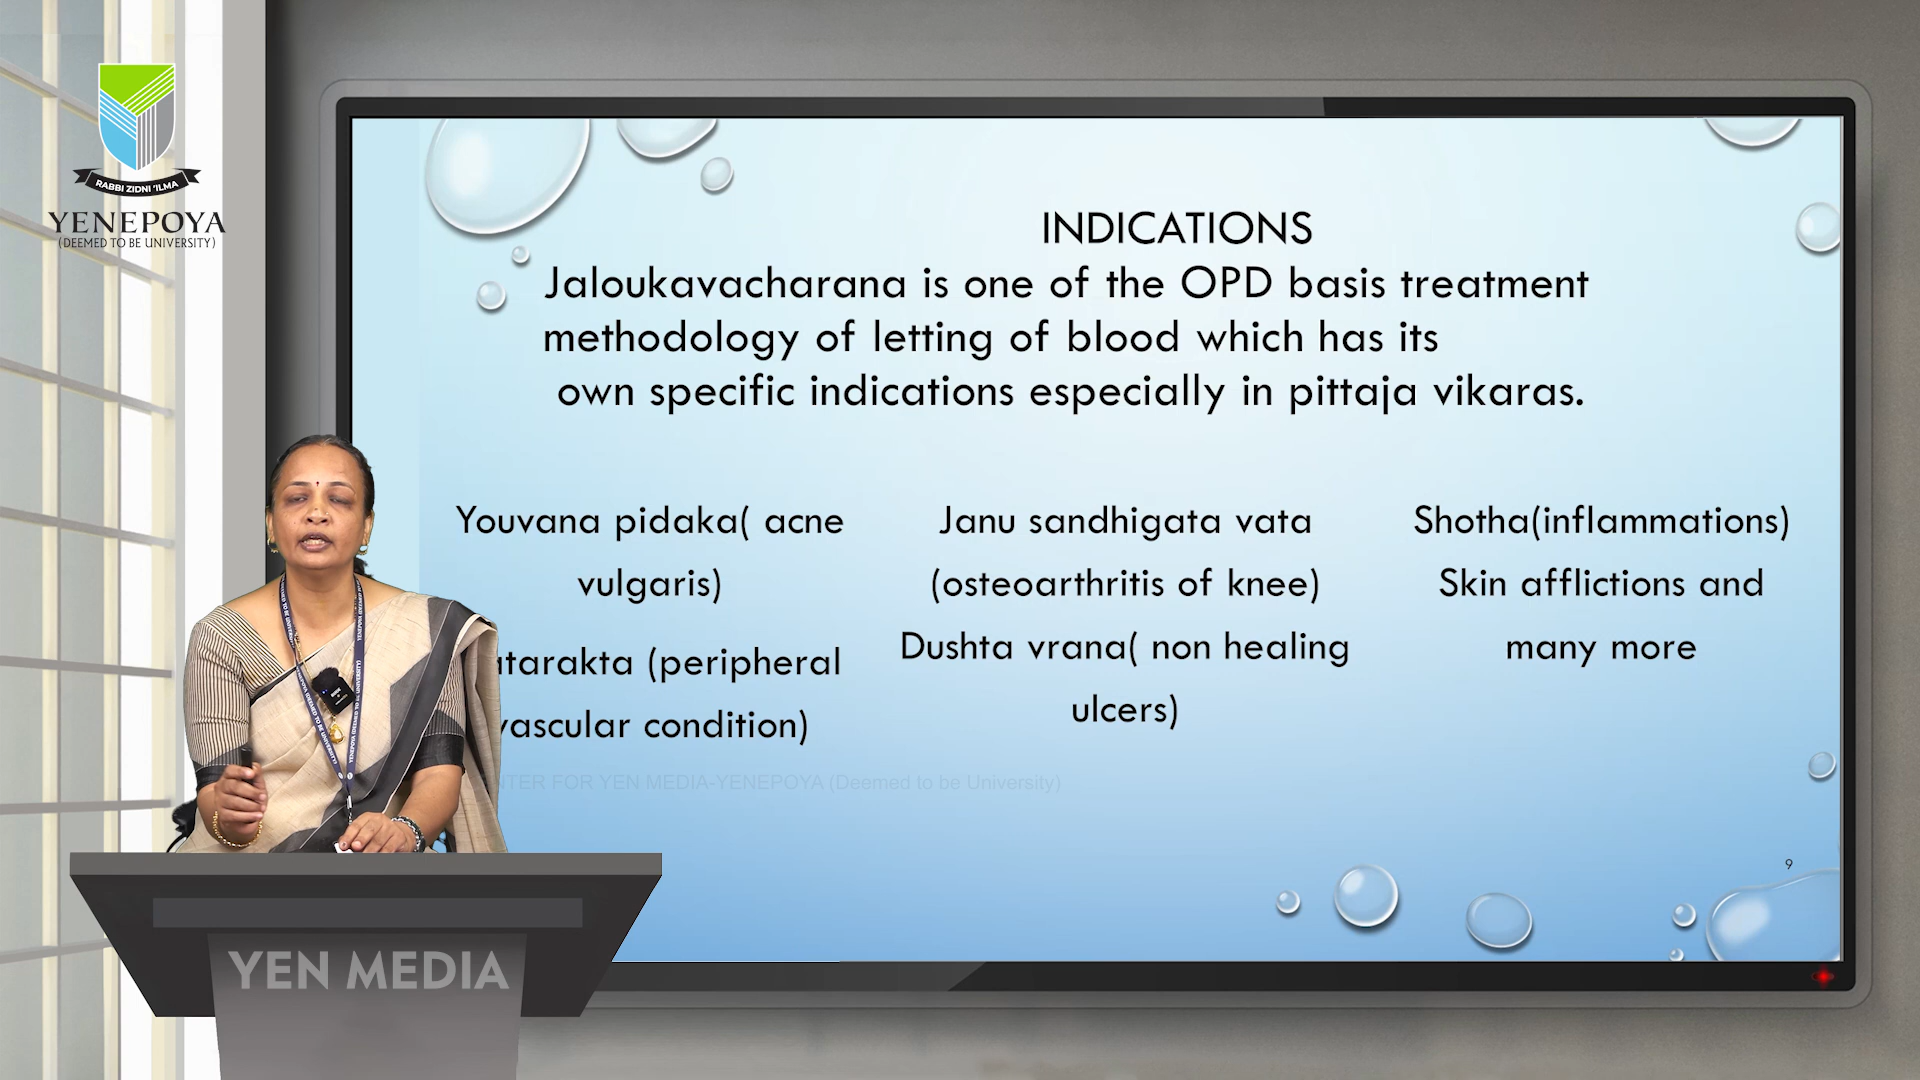 RABBI ZIDNI 'ILMA
YENEPOYA
(DEEMED TO BE UNIVERSITY)
INDICATIONS
Jaloukavacharana is one of the OPD basis treatment
methodology of letting of blood which has its
own specific indications especially in pittaja vikaras.
Youvana pidaka( acne
vulgaris)
(peripheral
vascular condition)
Janu sandhigata vata
(osteoarthritis of knee)
Dushta vrana( non healing
ulcers)
Shotha(inflammations)
Skin afflictions and
many more
FOR YEN MEDIA-YENEPOYA (Deemed to be University)
9
YEN MEDIA